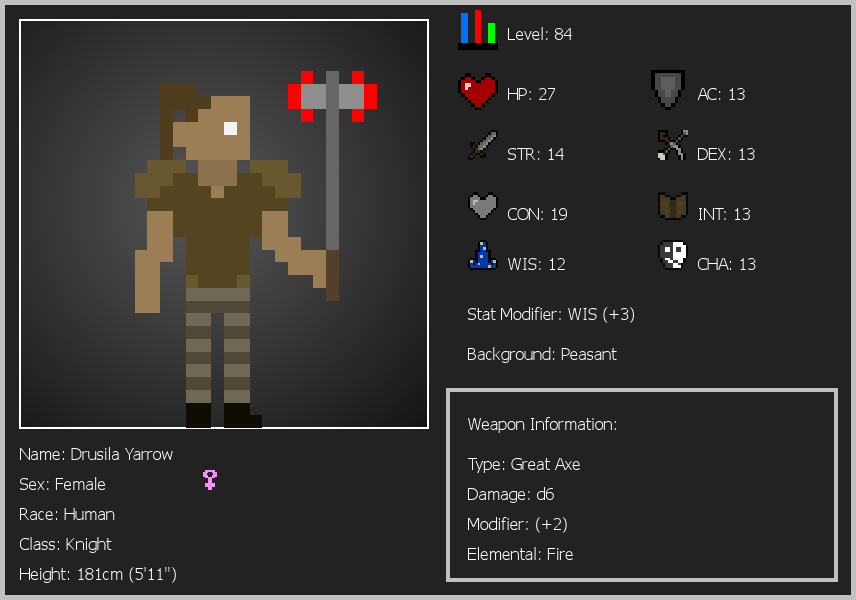 Level: 84
HP: 27
AC: 13
STR: 14
DEX: 13
CON: 19
INT: 13
WIS: 12
CHA: 13
Stat Modifier: WIS (+3)
Background: Peasant
Weapon Information:
Type: Great Axe
Damage: d6
Modifier: (+2)
Elemental: Fire
Name: Drusila Yarrow
Sex: Female
Race: Human
Class: Knight
Height: 181cm (5'11")